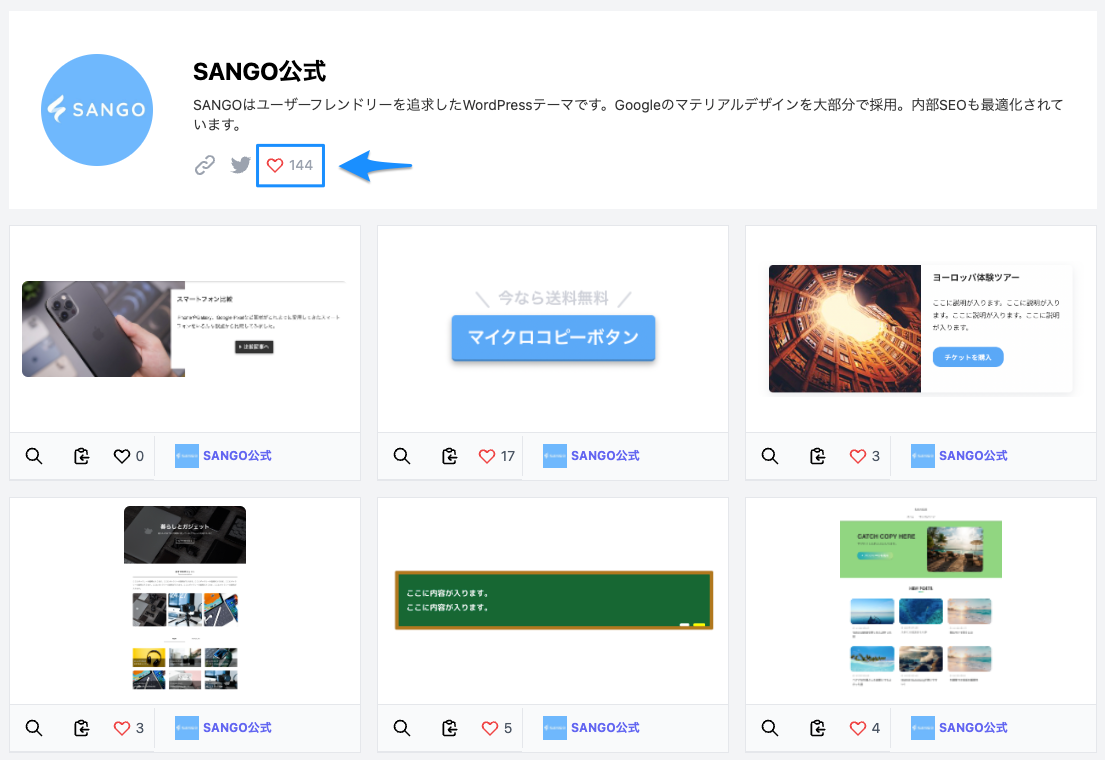 SANGO
SANGO公式
SANGOはユーザーフレンドリーを追求したWordPressテーマです。Googleのマテリアルデザインを大部分で採用。内部SEOも最適化されて
います。
144
スマートフォン比較
今なら送料無料
マイクロコピーボタン
ヨーロッパ体験ツアー
ここに説明が入ります。ここに説明が入り
ます。ここに説明が入ります。ここに説明
が入ります。
チケットを購入
0
SANGO公式
17
SANGO公式
3
SANGO公式
暮らしとガジェット
ここに内容が入ります。
ここに内容が入ります。
CATCH COPY HERE
NEW POSTS
3
SANGO公式
5
SANGO公式
4
SANGO公式